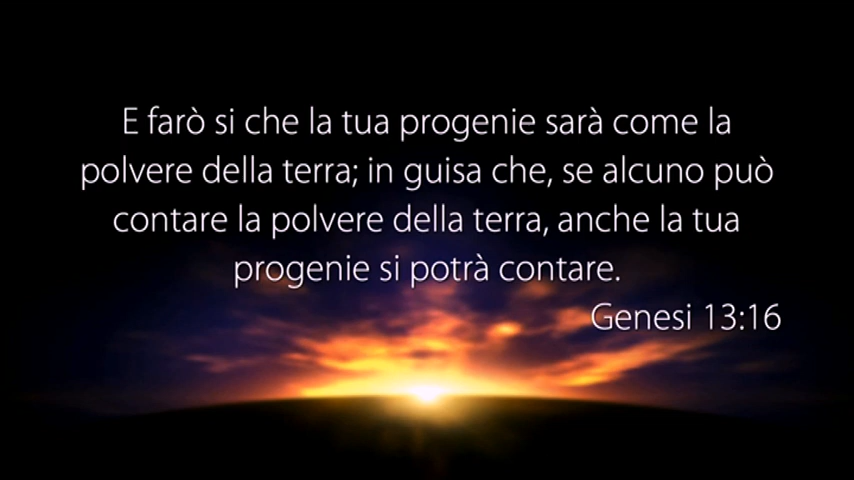 E farò si che la tua progenie sarà come la
polvere della terra; in guisa che, se alcuno può
contare la polvere della terra, anche la tua
progenie si potrà contare.
Genesi 13:16